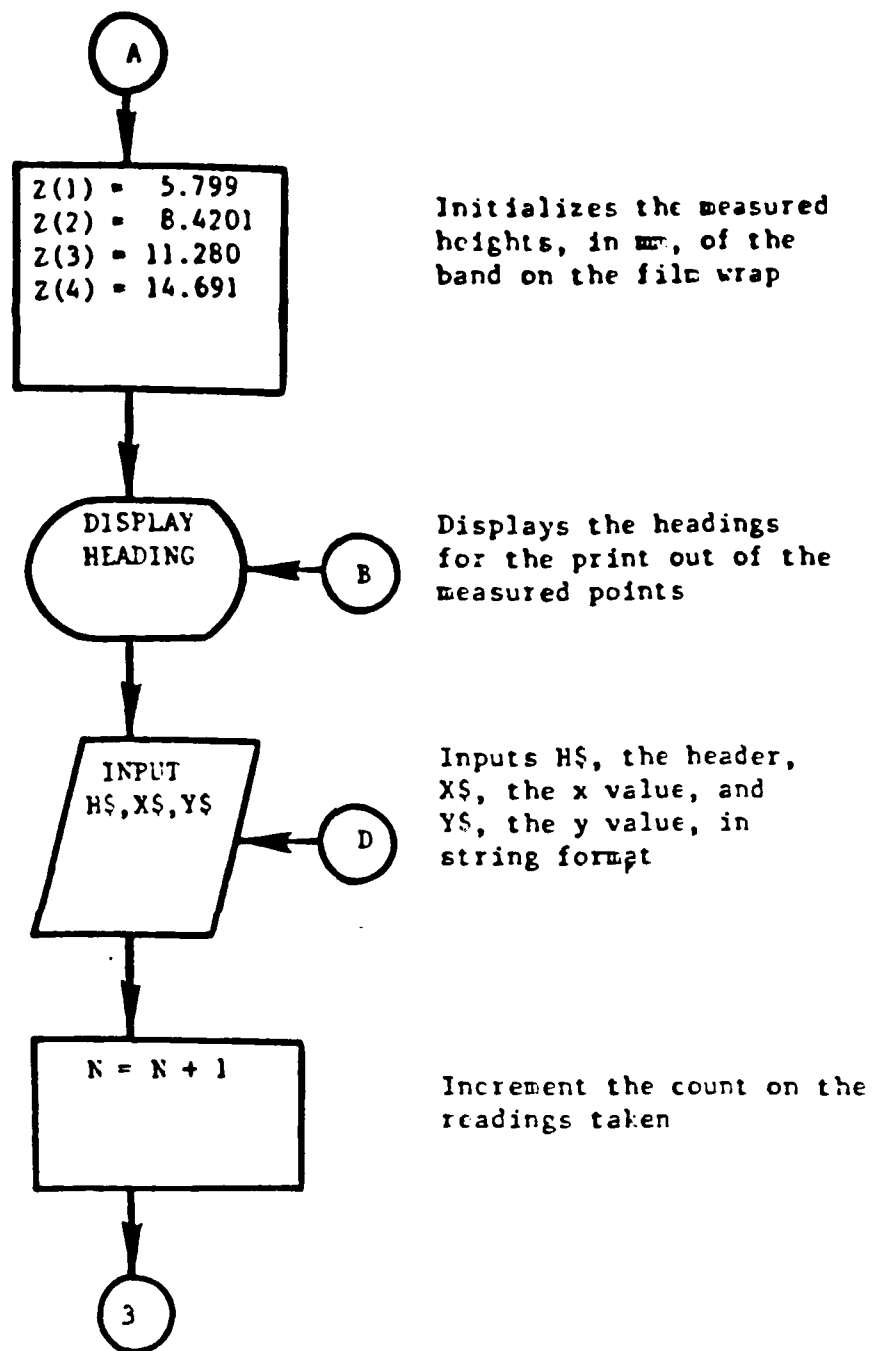 A
Z(1) = 5.799
Z(2) = 8.4201
Z(3) = 11.280
Z(4) = 14.691
Initializes the measured
heights, in mm, of the
band on the film wrap
DISPLAY
HEADING
B
Displays the headings
for the print out of the
measured points
INPUT
H$,X$,Y$
D
Inputs H$, the header,
X$, the x value, and
Y$, the y value, in
string format
N = N + 1
Increment the count on the
readings taken
3